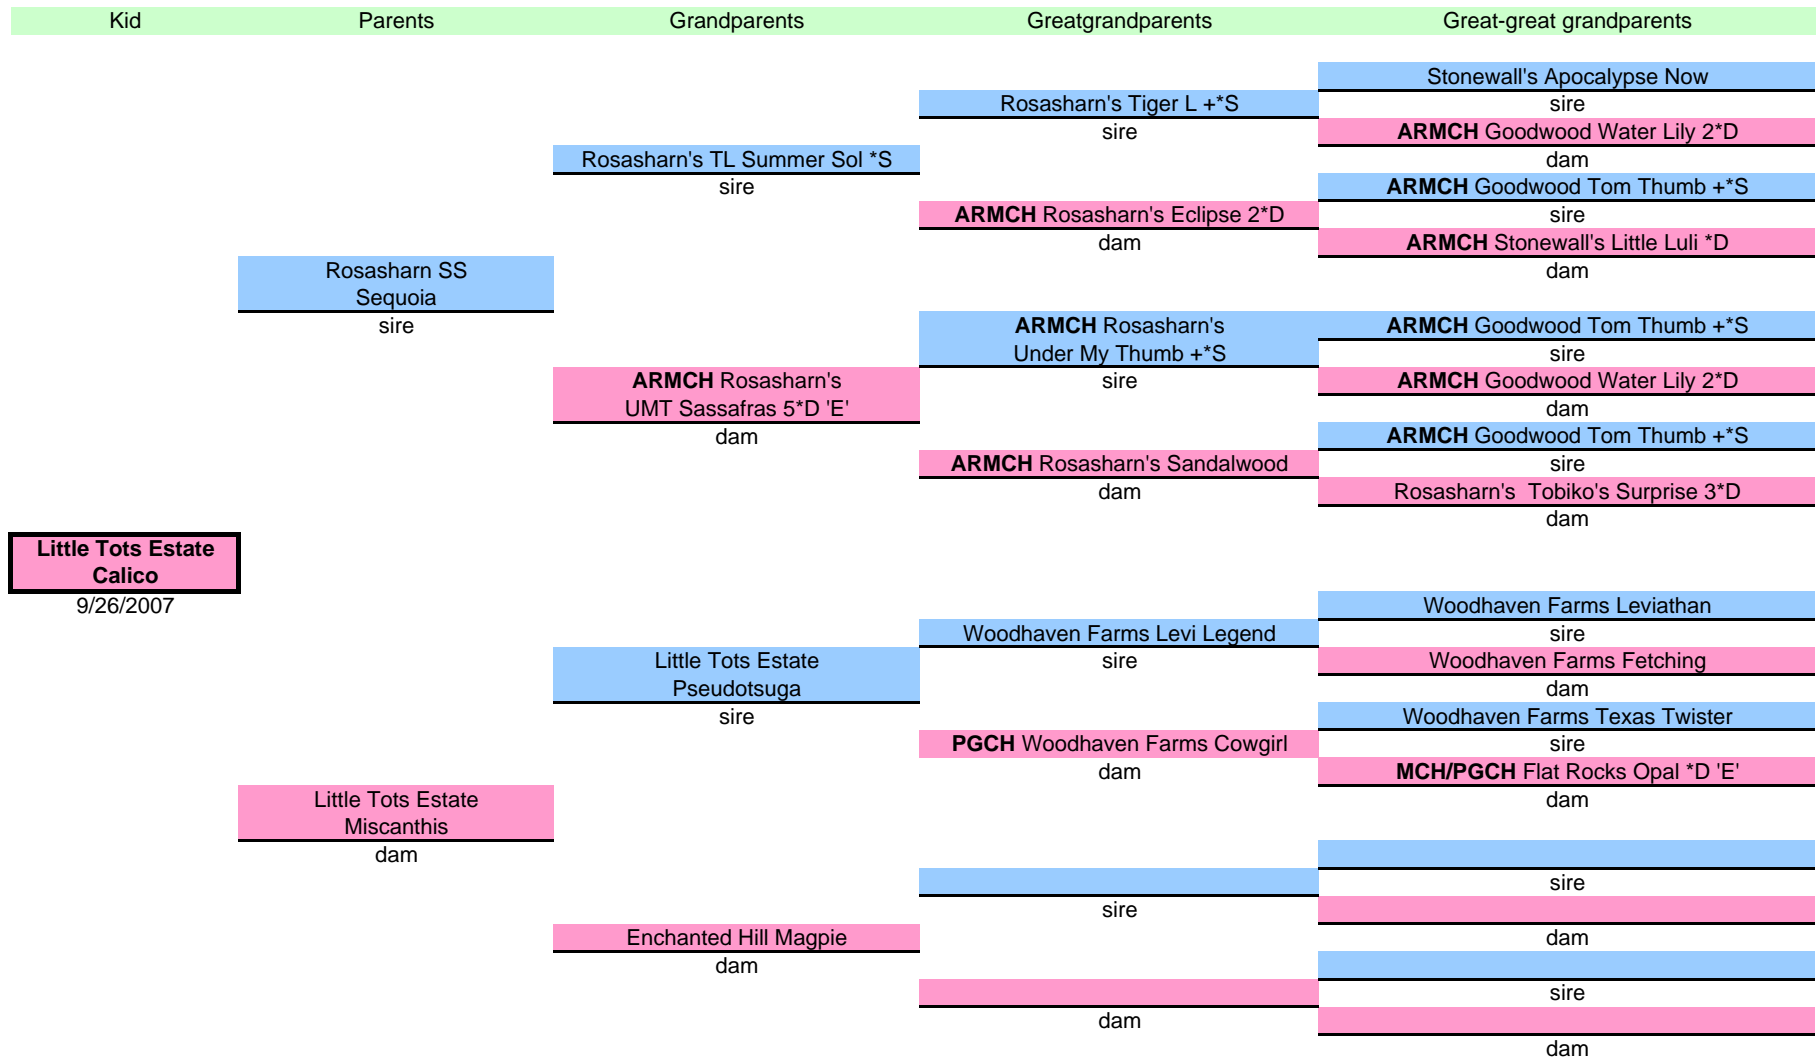 Kid Parents Grandparents Greatgrandparents Great-great grandparents
Stonewall's Apocalypse Now
Rosasharn's Tiger L +*S
sire
sire
ARMCH Goodwood Water Lily 2*D
Rosasharn's TL Summer Sol *S
dam
sire
ARMCH Goodwood Tom Thumb +*S
ARMCH Rosasharn's Eclipse 2*D
sire
dam
ARMCH Stonewall's Little Luli *D
Rosasharn SS
Sequoia
dam
sire
ARMCH Rosasharn's
Under My Thumb +*S
ARMCH Goodwood Tom Thumb +*S
sire
ARMCH Rosasharn's
UMT Sassafras 5*D 'E'
sire
ARMCH Goodwood Water Lily 2*D
dam
dam
ARMCH Goodwood Tom Thumb +*S
ARMCH Rosasharn's Sandalwood
sire
dam
Rosasharn's  Tobiko's Surprise 3*D
dam
Little Tots Estate
Calico
9/26/2007
Woodhaven Farms Leviathan
Woodhaven Farms Levi Legend
sire
Little Tots Estate
Pseudotsuga
sire
Woodhaven Farms Fetching
dam
sire
Woodhaven Farms Texas Twister
PGCH Woodhaven Farms Cowgirl
sire
dam
MCH/PGCH Flat Rocks Opal *D 'E'
Little Tots Estate
Miscanthis
dam
dam
sire
sire
Enchanted Hill Magpie
dam
dam
sire
dam
dam